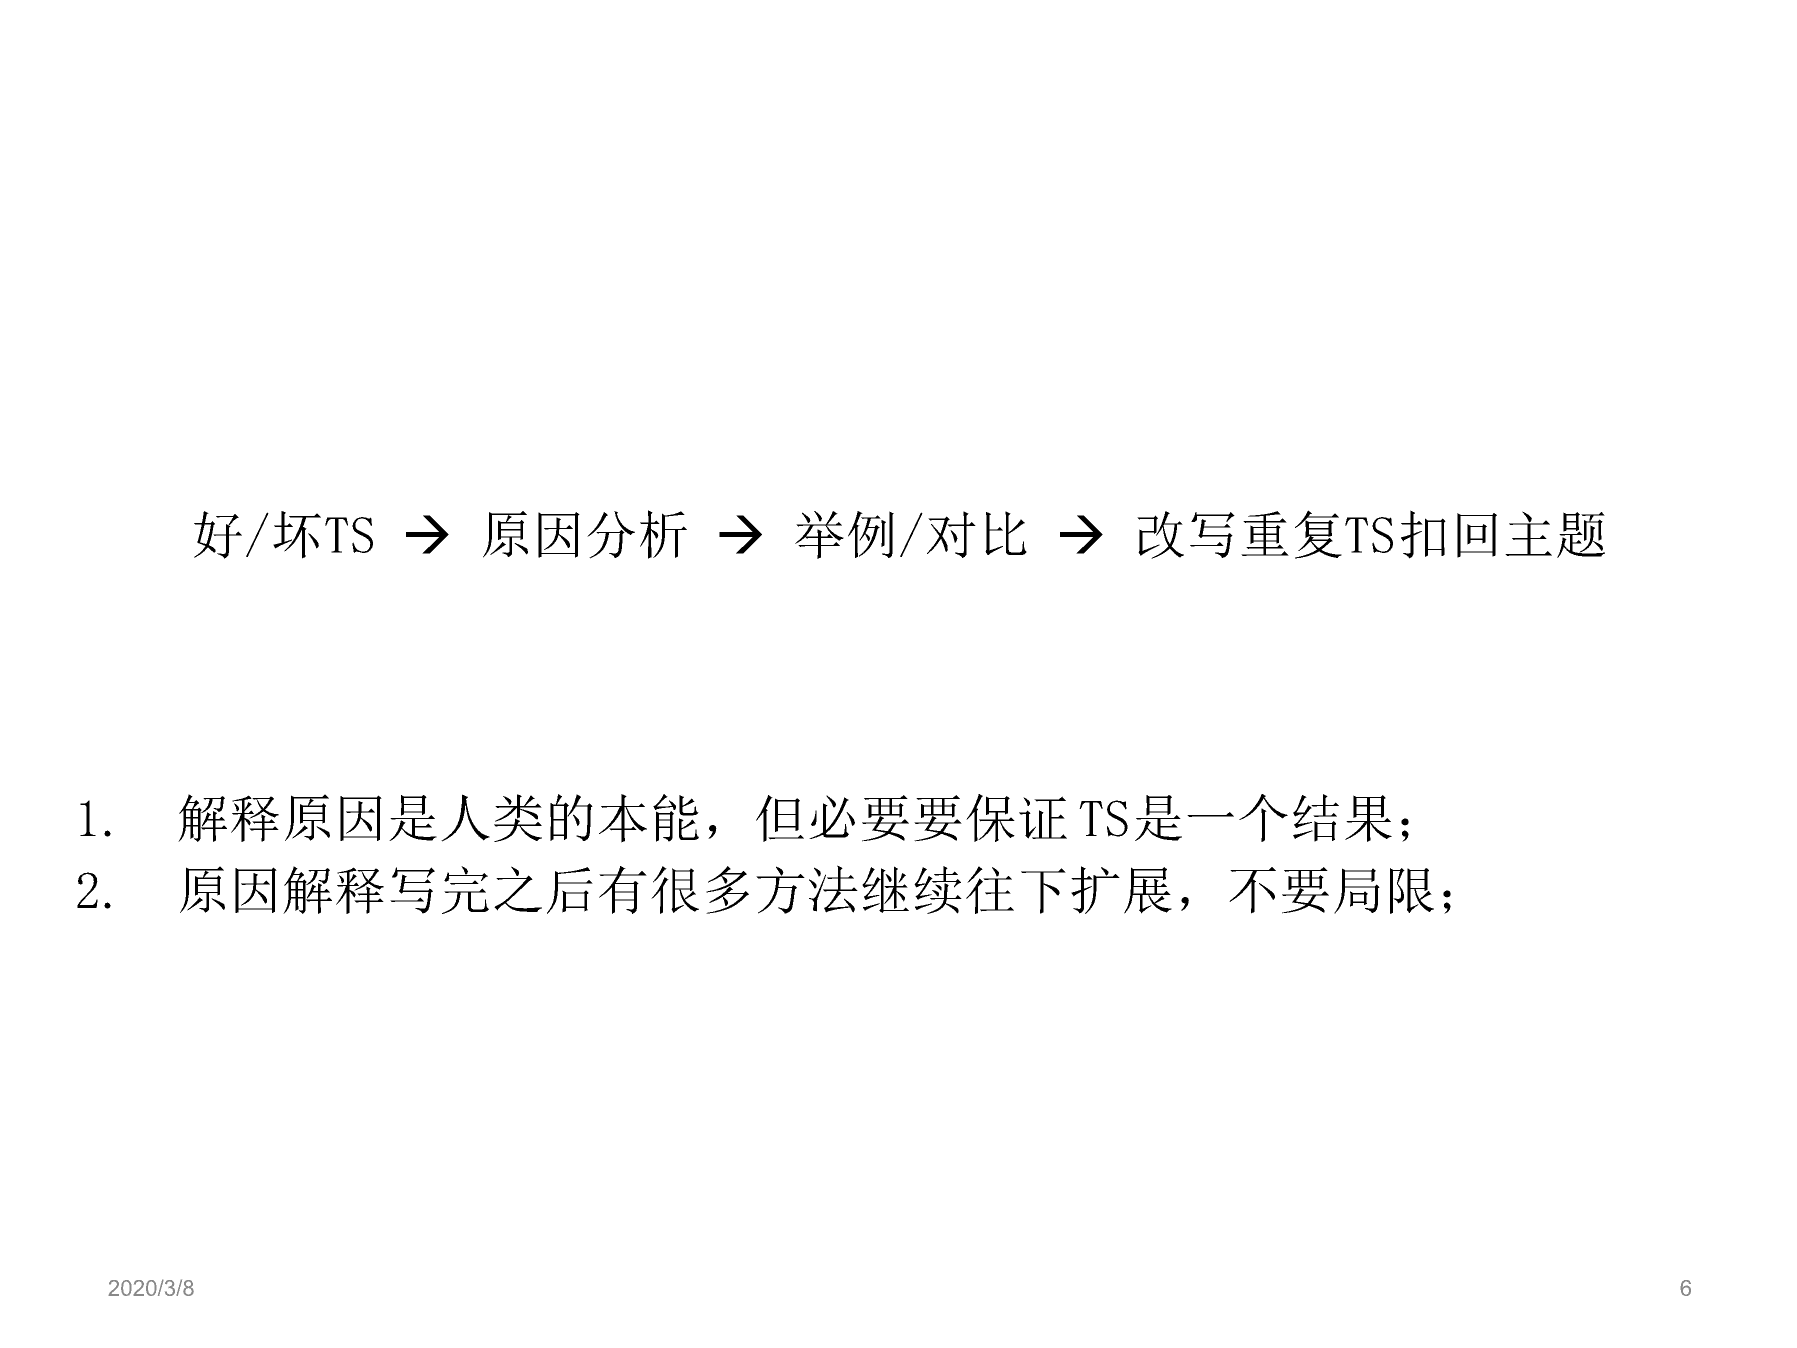 好/坏TS → 原因分析 → 举例/对比 → 改写重复TS扣回主题
1. 解释原因是人类的本能，但必要要保证TS是一个结果；
2. 原因解释写完之后有很多方法继续往下扩展，不要局限；
2020/3/8 6